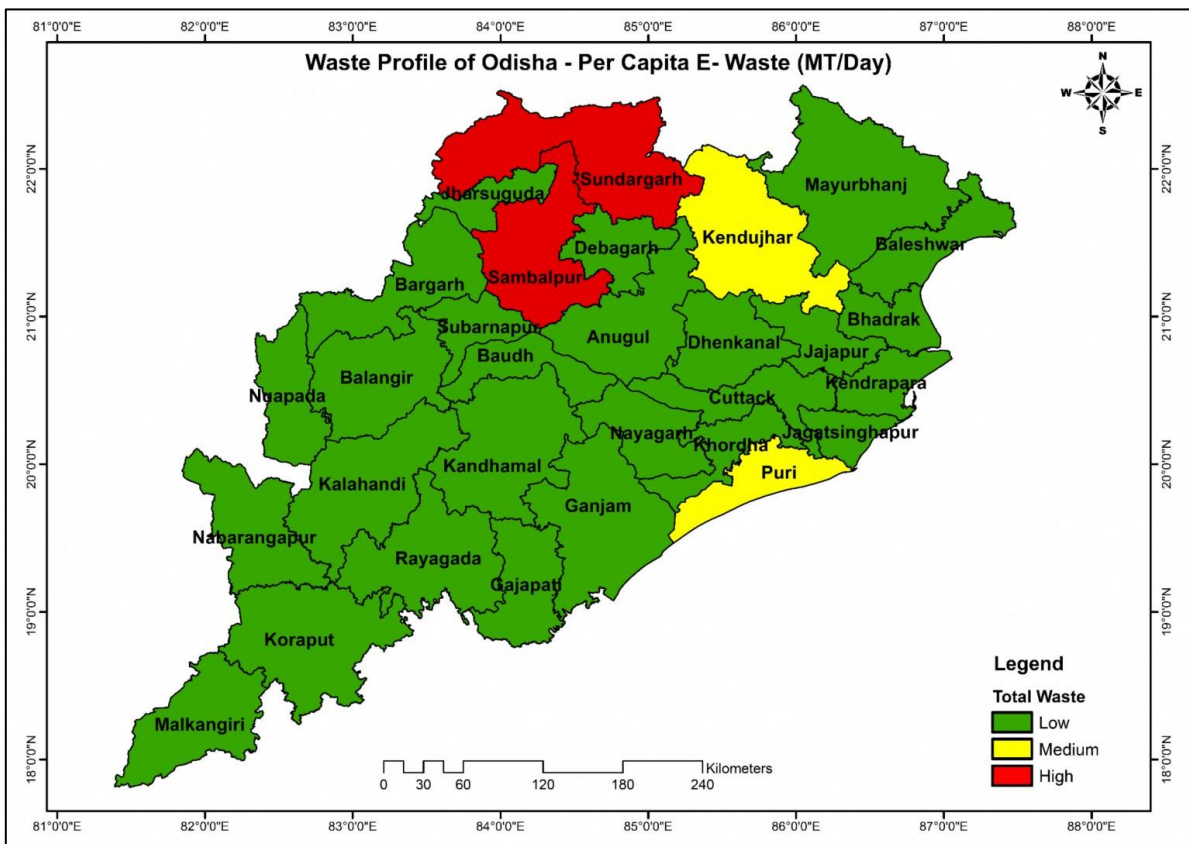 81°0'0"E 82°0'0"E 83°0'0"E 84°0'0"E 85°0'0"E 86°0'0"E 87°0'0"E 88°0'0"E
Waste Profile of Odisha - Per Capita E- Waste (MT/Day)
N
W E
S
22°0'0"N 22°0'0"N
Jharsuguda
Sundargarh
Mayurbhanj
Kendujhar
Baleshwar
Debagarh
Sambalpur
Bargarh
21°0'0"N 21°0'0"N
Subarnapur
Anugul
Dhenkanal
Bhadrak
Baudh
Jajapur
Balangir
Nuapada
Cuttack
Kendrapara
Nayagarh
Khordha
Jagatsinghapur
20°0'0"N 20°0'0"N
Kandhamal
Puri
Kalahandi
Ganjam
Nabarangapur
Rayagada
Gajapati
19°0'0"N 19°0'0"N
Koraput
Malkangiri
18°0'0"N 18°0'0"N
Legend
Total Waste
Low
Medium
High
Kilometers
0 30 60 120 180 240
81°0'0"E 82°0'0"E 83°0'0"E 84°0'0"E 85°0'0"E 86°0'0"E 87°0'0"E 88°0'0"E